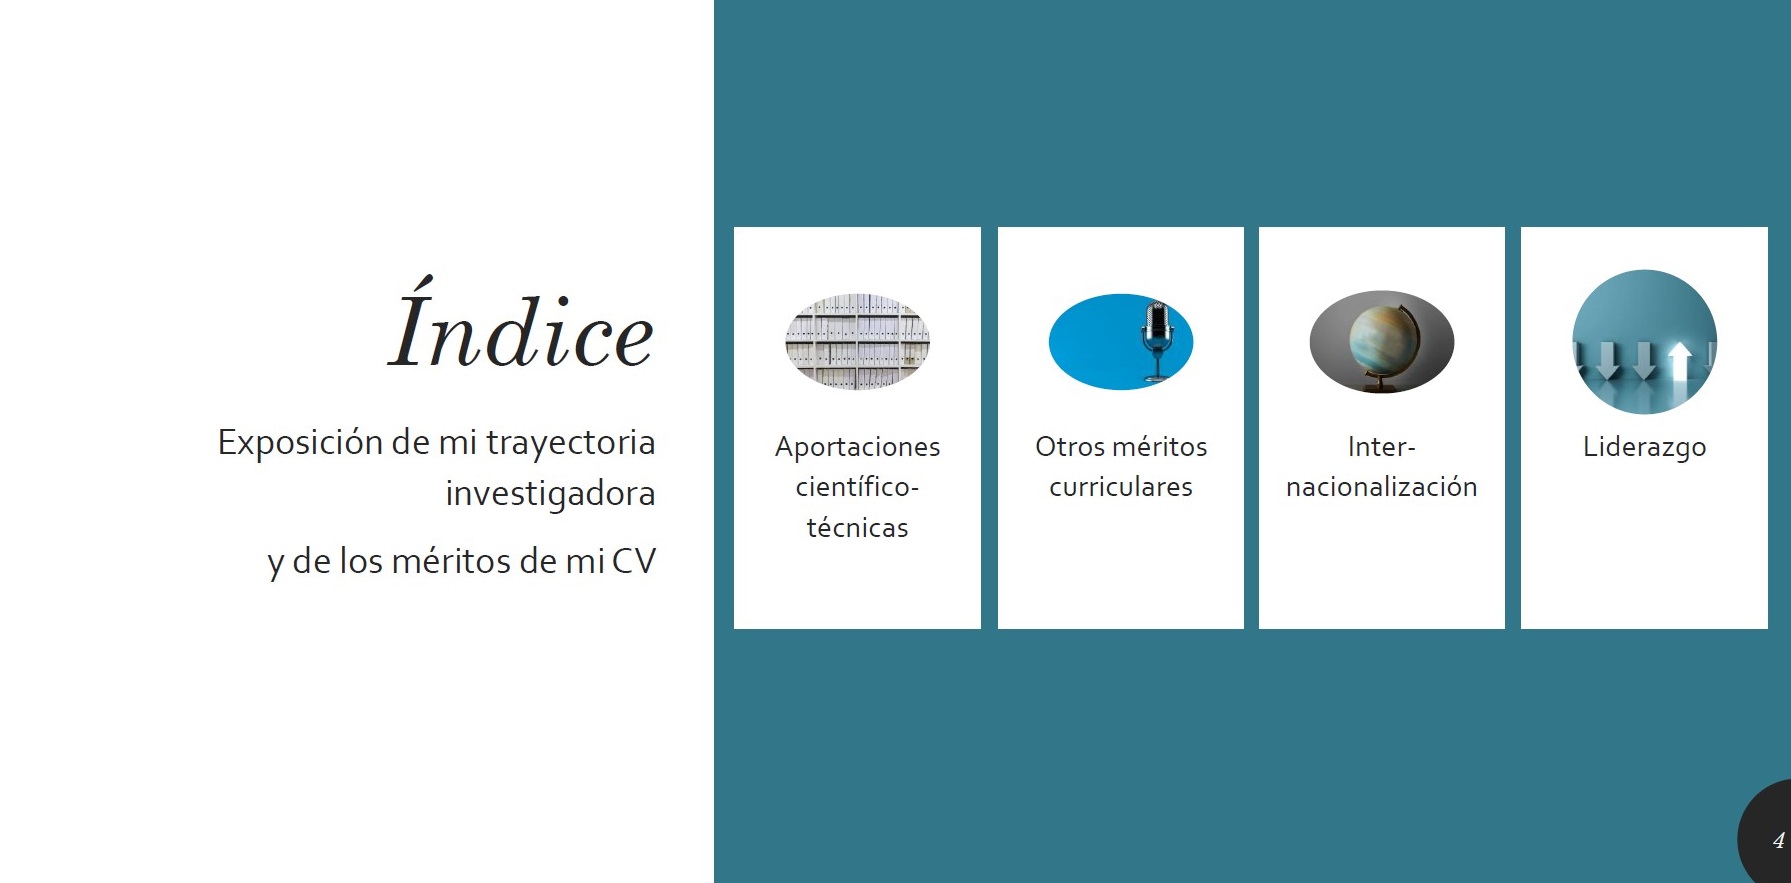 Índice
Exposición de mi trayectoria
investigadora
y de los méritos de mi CV
Aportaciones
científico-
técnicas
Otros méritos
curriculares
Inter-
nacionalización
Liderazgo
4